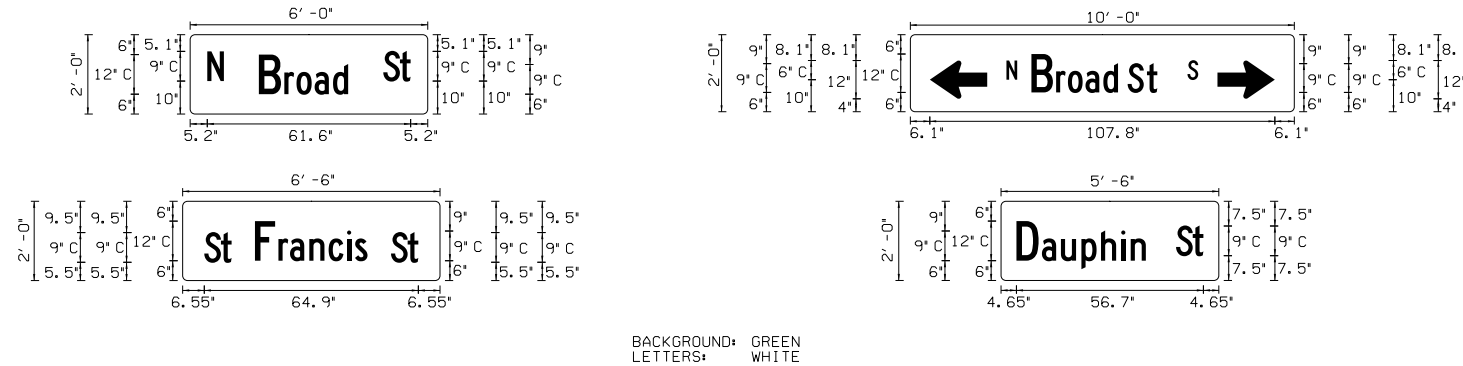 6'-0"
2'-0"
6" 12" C 6"
5.1" 9" C 10"
N Broad St
5.1" 9" C 10"
5.1" 9" C 10"
9" 9" C 6"
5.2" 61.6" 5.2"
10'-0"
2'-0"
9" 9" C 6"
8.1" 6" C 10"
8.1" 12" 4"
6" 12" C 6"
N Broad St S
9" 9" C 6"
9" 9" C 6"
8.1" 6" C 10"
8. 12" 4"
6.1" 107.8" 6.1"
6'-6"
2'-0"
9.5" 9" C 5.5"
9.5" 9" C 5.5"
6" 12" C 6"
St Francis St
9" 9" C 6"
9.5" 9" C 5.5"
9.5" 9" C 5.5"
6.55" 64.9" 6.55"
5'-6"
2'-0"
9" 9" C 6"
6" 12" C 6"
Dauphin St
7.5" 9" C 7.5"
7.5" 9" C 7.5"
4.65" 56.7" 4.65"
BACKGROUND: GREEN
LETTERS: WHITE